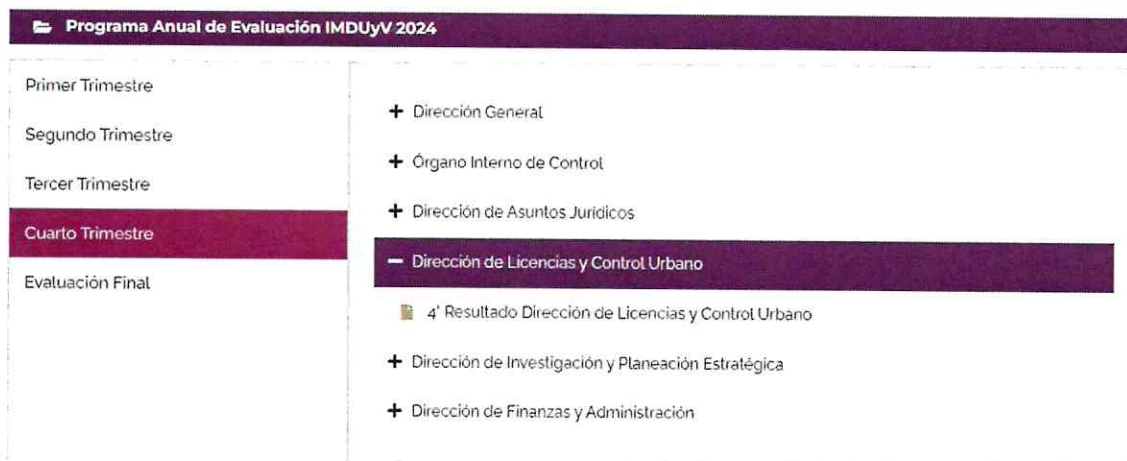 Programa Anual de Evaluación IMDUyV 2024
Primer Trimestre
Segundo Trimestre
Tercer Trimestre
Cuarto Trimestre
Evaluación Final
Dirección General
Órgano Interno de Control
Dirección de Asuntos Jurídicos
Dirección de Licencias y Control Urbano
4° Resultado Dirección de Licencias y Control Urbano
Dirección de Investigación y Planeación Estratégica
Dirección de Finanzas y Administración